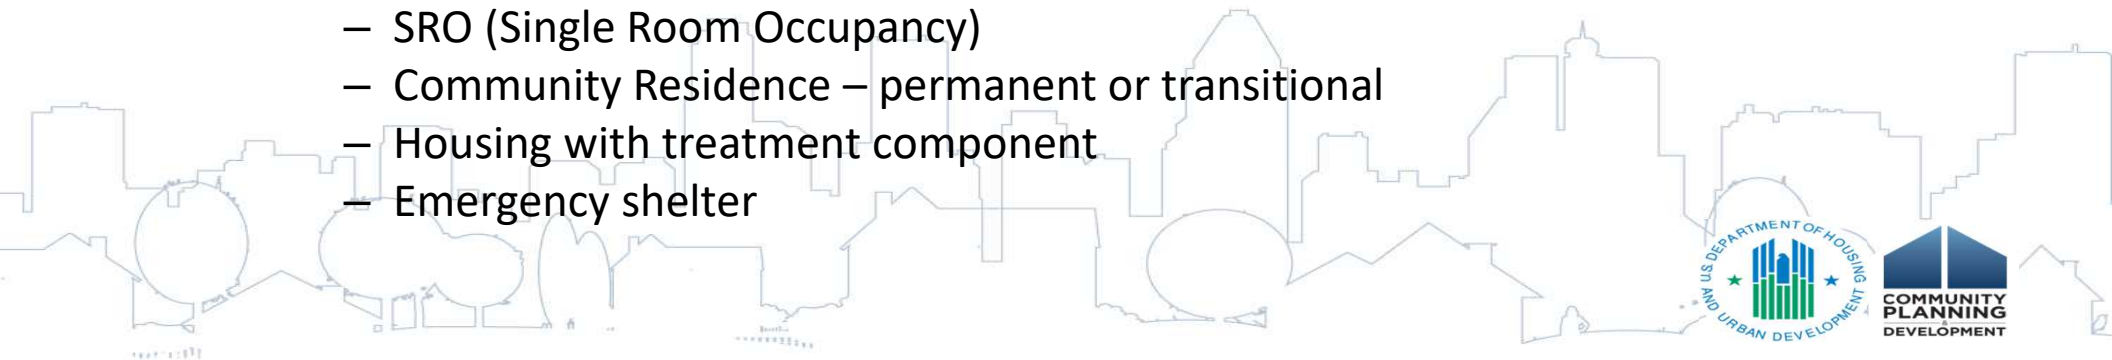 – SRO (Single Room Occupancy)
– Community Residence – permanent or transitional
– Housing with treatment component
– Emergency shelter
U.S. DEPARTMENT OF HOUSING AND URBAN DEVELOPMENT
COMMUNITY
PLANNING
&
DEVELOPMENT